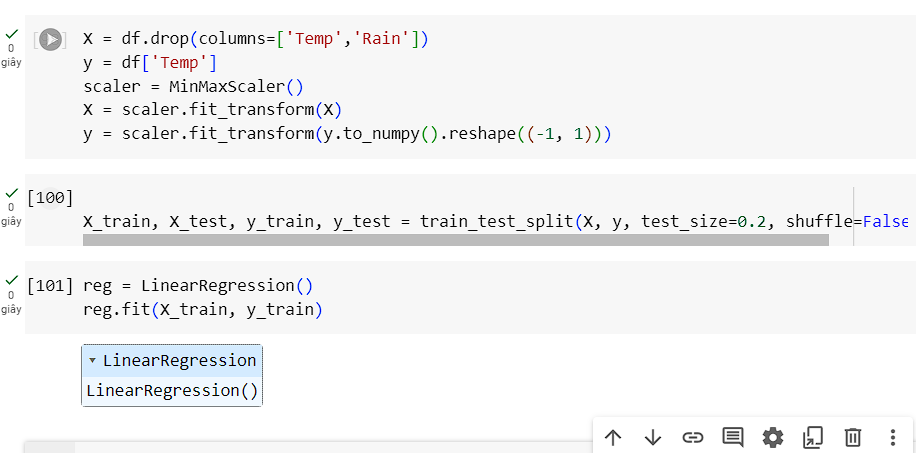 X = df.drop(columns=['Temp','Rain'])
0
giây
y = df['Temp']
scaler = MinMaxScaler()
X = scaler.fit_transform(X)
y = scaler.fit_transform(y.to_numpy().reshape((-1, 1)))
[100]
0
giây
X_train, X_test, y_train, y_test = train_test_split(X, y, test_size=0.2, shuffle=False
[101] reg = LinearRegression()
0
giây
reg.fit(X_train, y_train)
▾ LinearRegression
LinearRegression()